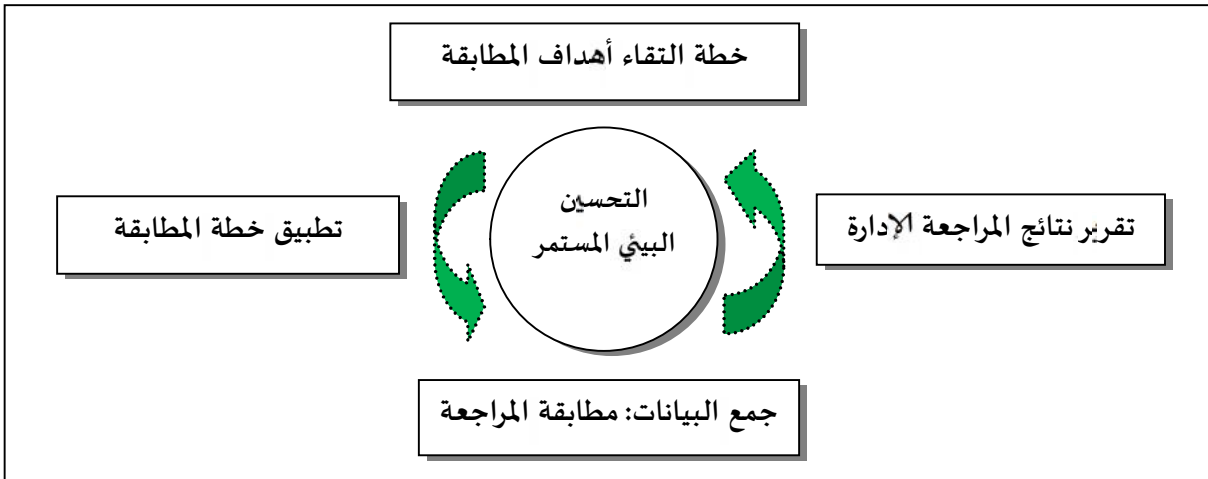 خطة التقاء أهداف المطابقة
التحسين
البيئي المستمر
تقرير نتائج المراجعة الإدارة
تطبيق خطة المطابقة
جمع البيانات: مطابقة المراجعة